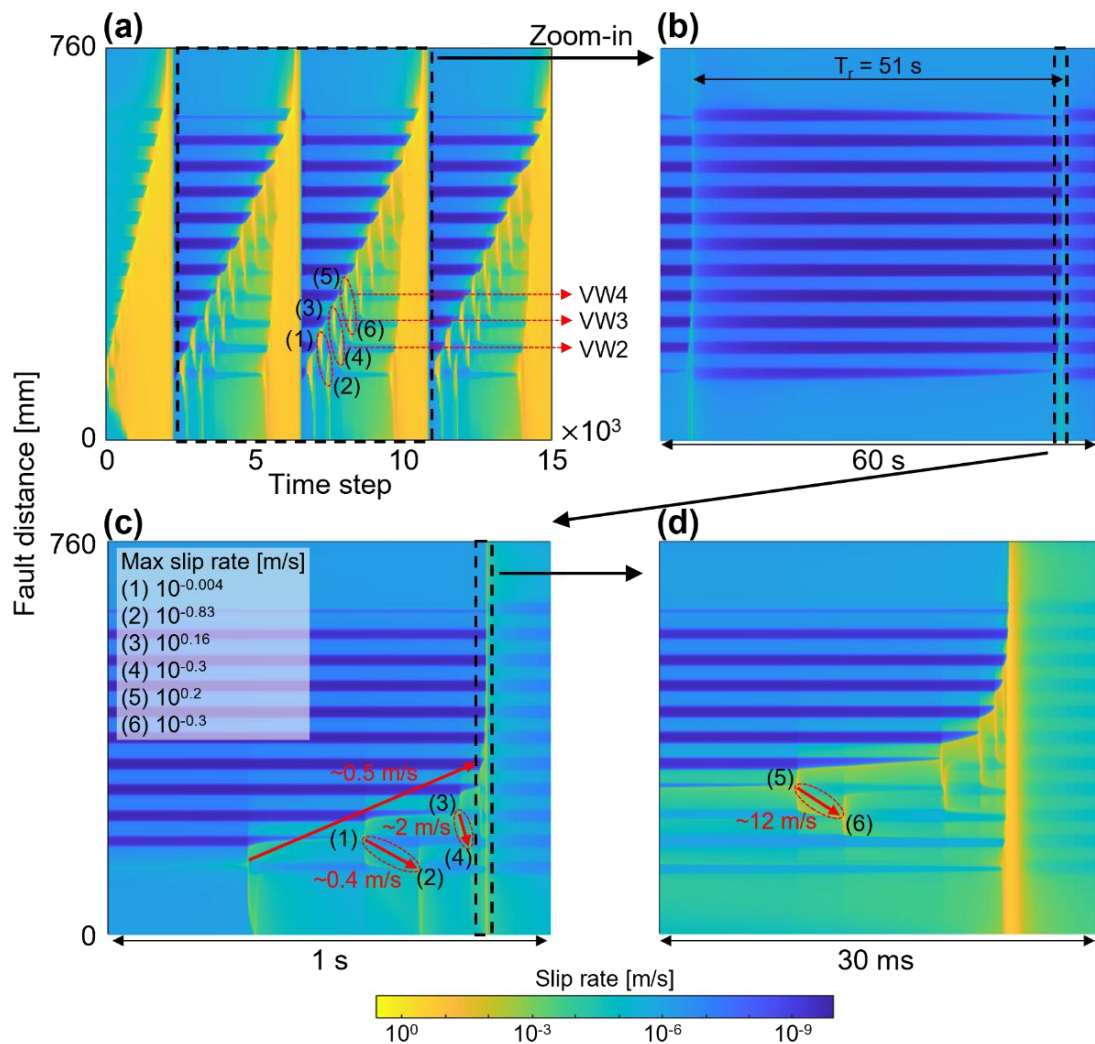 (a)
Zoom-in
(b)
760
T_r = 51 s
(5)
(3)
(1)
(6)
(4)
(2)
VW4
VW3
VW2
0
×10³
0
5
10
15
Time step
60 s
Fault distance [mm]
(c)
(d)
760
Max slip rate [m/s]
(1) 10^-0.004
(2) 10^-0.83
(3) 10^0.16
(4) 10^-0.3
(5) 10^0.2
(6) 10^-0.3
~0.5 m/s
(3)
~2 m/s
(1)
(4)
(2)
~0.4 m/s
(5)
~12 m/s
(6)
0
1 s
30 ms
Slip rate [m/s]
10^0
10^-3
10^-6
10^-9